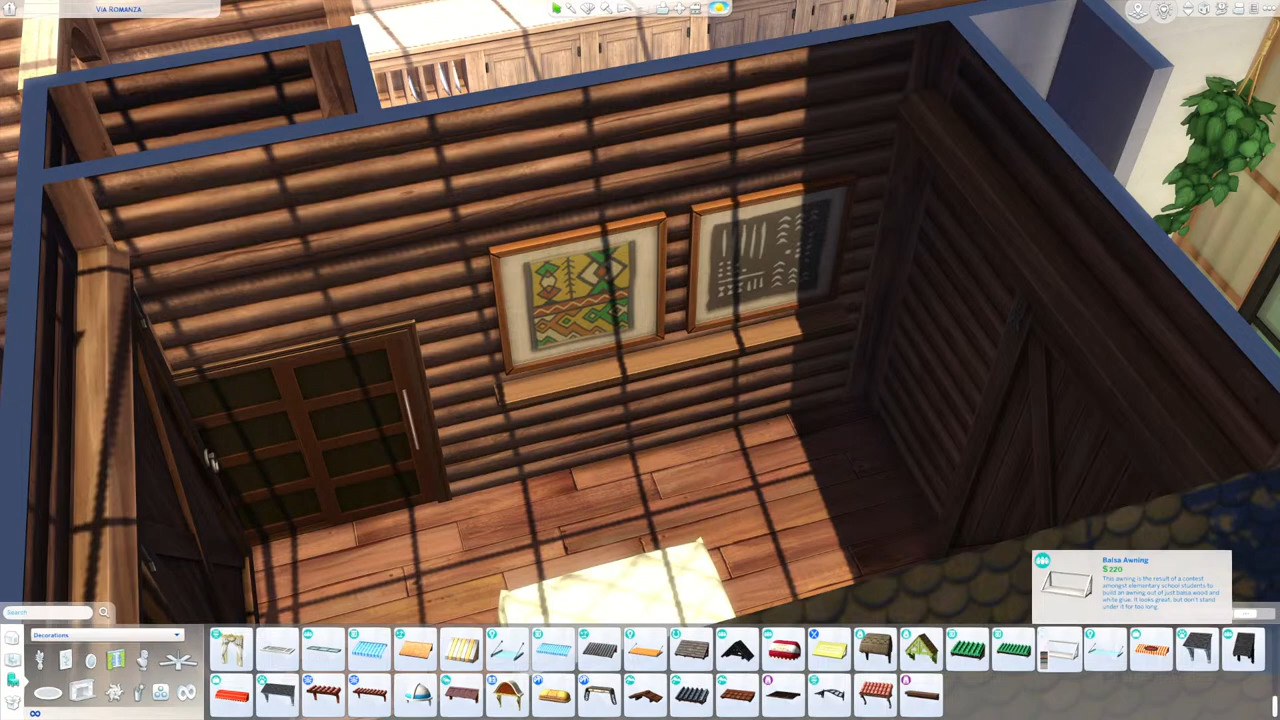 Via Romanza
Balsa Awning
§220
This awning is the result of a contest
amongst elementary school students to
build an awning out of just balsa wood and
white glue. It looks great, but don't stand
under it for too long.
Search
Decorations